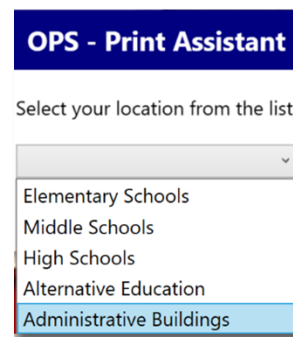 OPS - Print Assistant
Select your location from the list
Elementary Schools
Middle Schools
High Schools
Alternative Education
Administrative Buildings